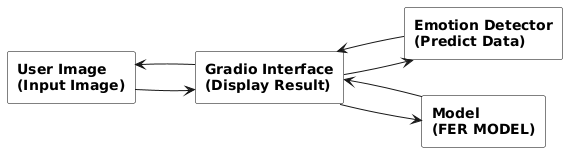 User Image
(Input Image)
Gradio Interface
(Display Result)
Emotion Detector
(Predict Data)
Model
(FER MODEL)